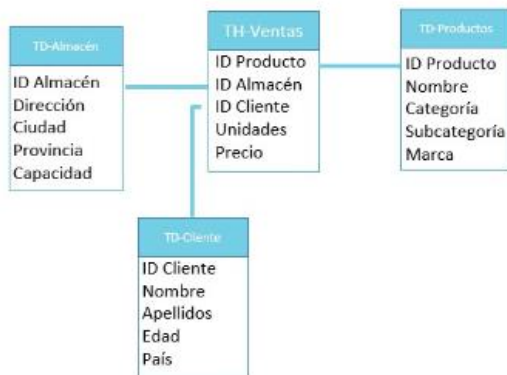 TD-Almacén
ID Almacén
Dirección
Ciudad
Provincia
Capacidad
TH-Ventas
ID Producto
ID Almacén
ID Cliente
Unidades
Precio
TD-Productos
ID Producto
Nombre
Categoría
Subcategoría
Marca
TD-Cliente
ID Cliente
Nombre
Apellidos
Edad
País